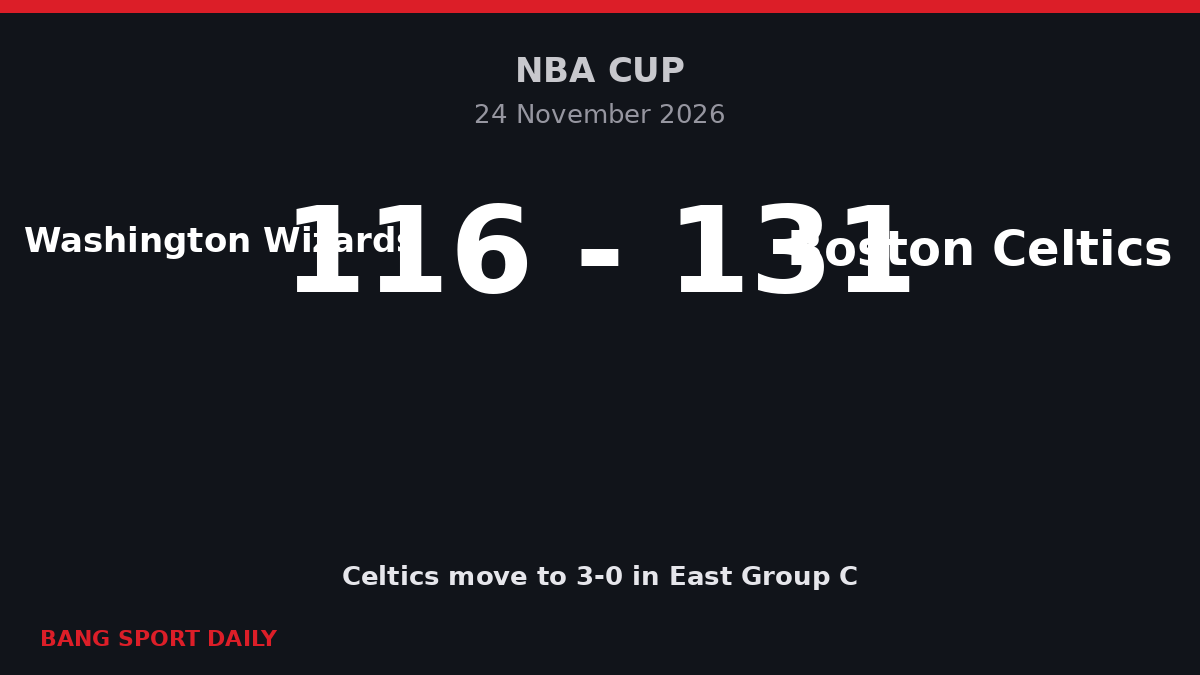 NBA CUP
24 November 2026
Washington Wizards 116 - 131 Boston Celtics
Celtics move to 3-0 in East Group C
BANG SPORT DAILY